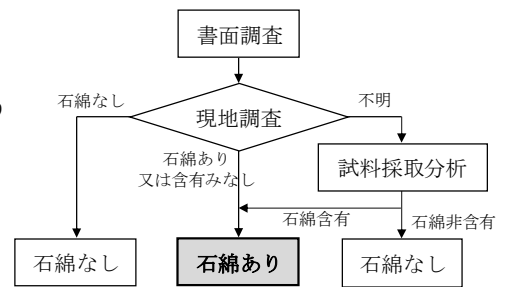 書面調査
石綿なし
不明
現地調査
石綿あり
又は含有みなし
試料採取分析
石綿含有
石綿非含有
石綿なし
石綿あり
石綿なし